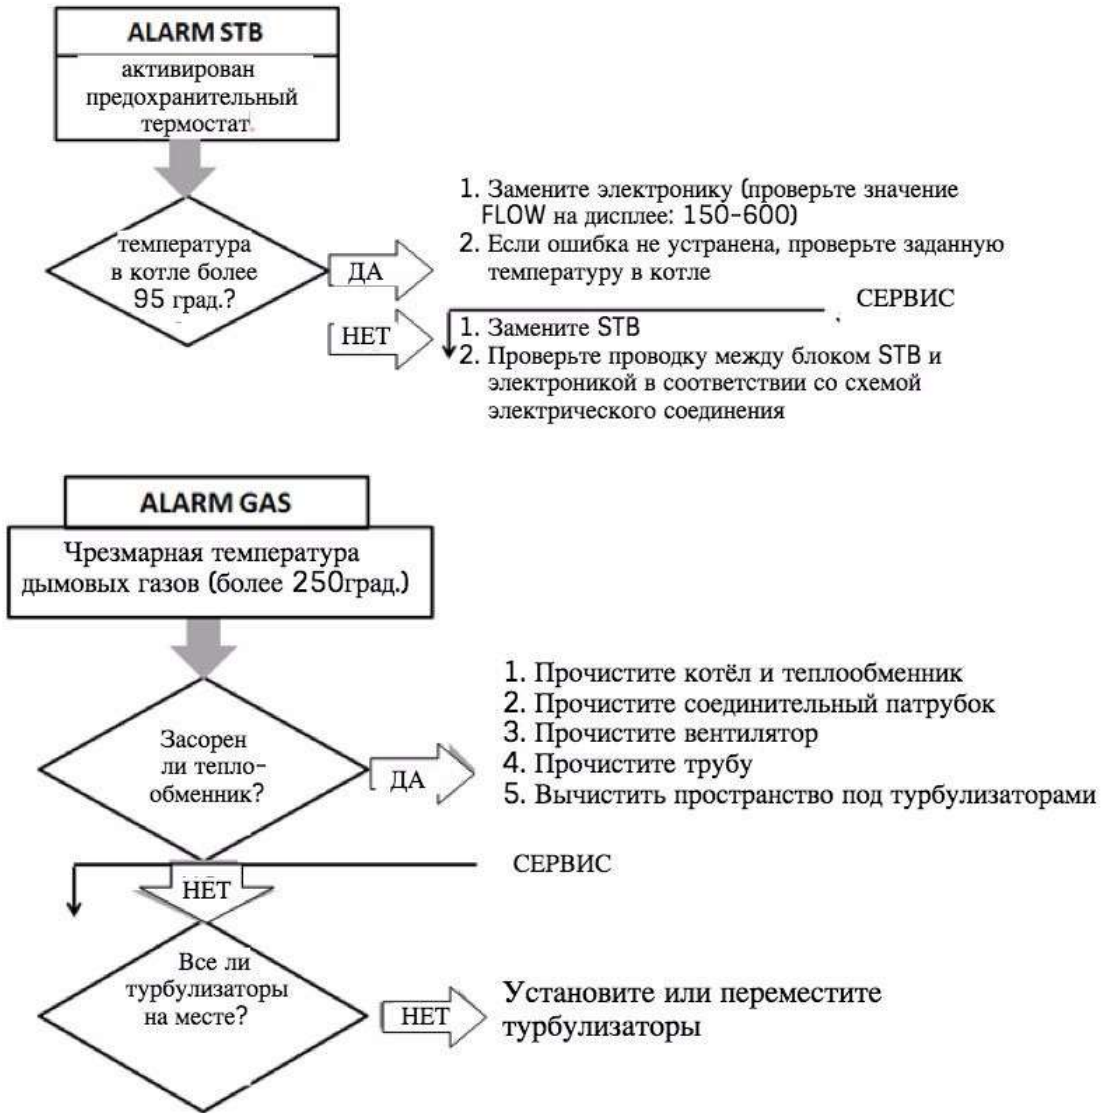 ALARM STB
активирован
предохранительный
термостат.
температура
в котле более
95 град.?
ДА
1. Замените электронику (проверьте значение
FLOW на дисплее: 150-600)
2. Если ошибка не устранена, проверьте заданную
температуру в котле
СЕРВИС
НЕТ
1. Замените STB
2. Проверьте проводку между блоком STB и
электроникой в соответствии со схемой
электрического соединения
ALARM GAS
Чрезмарная температура
дымовых газов (более 250град.)
Засорен
ли тепло-
обменник?
ДА
1. Прочистите котёл и теплообменник
2. Прочистите соединительный патрубок
3. Прочистите вентилятор
4. Прочистите трубу
5. Вычистить пространство под турбулизаторами
СЕРВИС
НЕТ
Все ли
турбулизаторы
на месте?
НЕТ
Установите или переместите
турбулизаторы